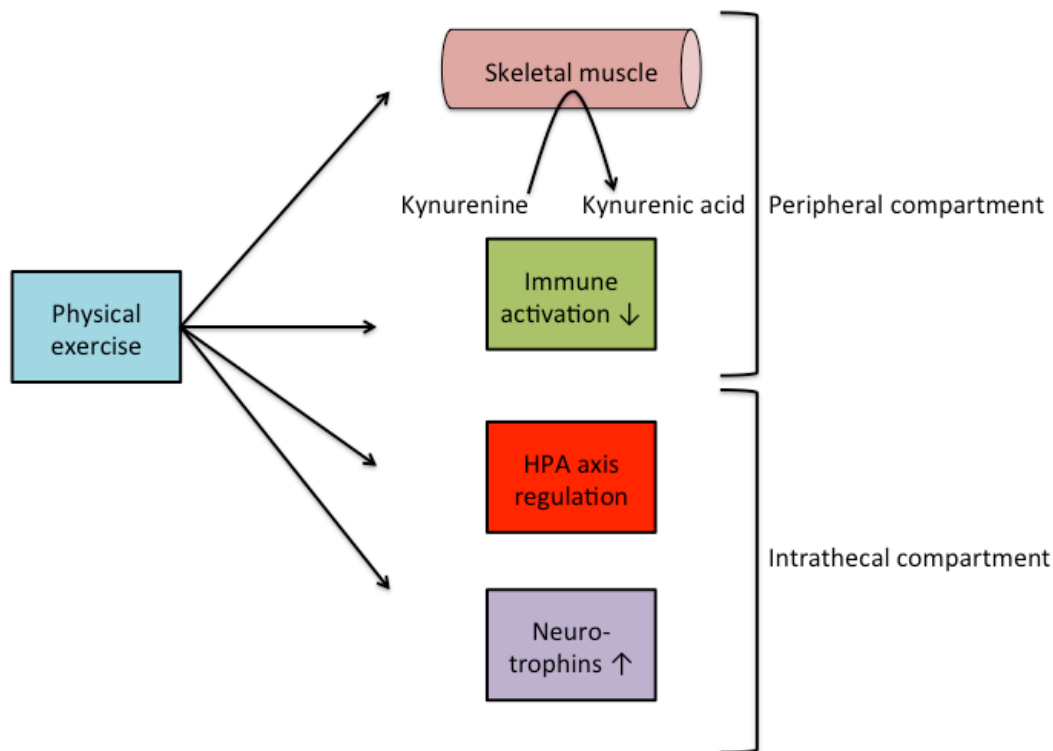 Skeletal muscle
Kynurenine
Kynurenic acid
Peripheral compartment
Physical
exercise
Immune
activation ↓
HPA axis
regulation
Intrathecal compartment
Neuro-
trophins ↑